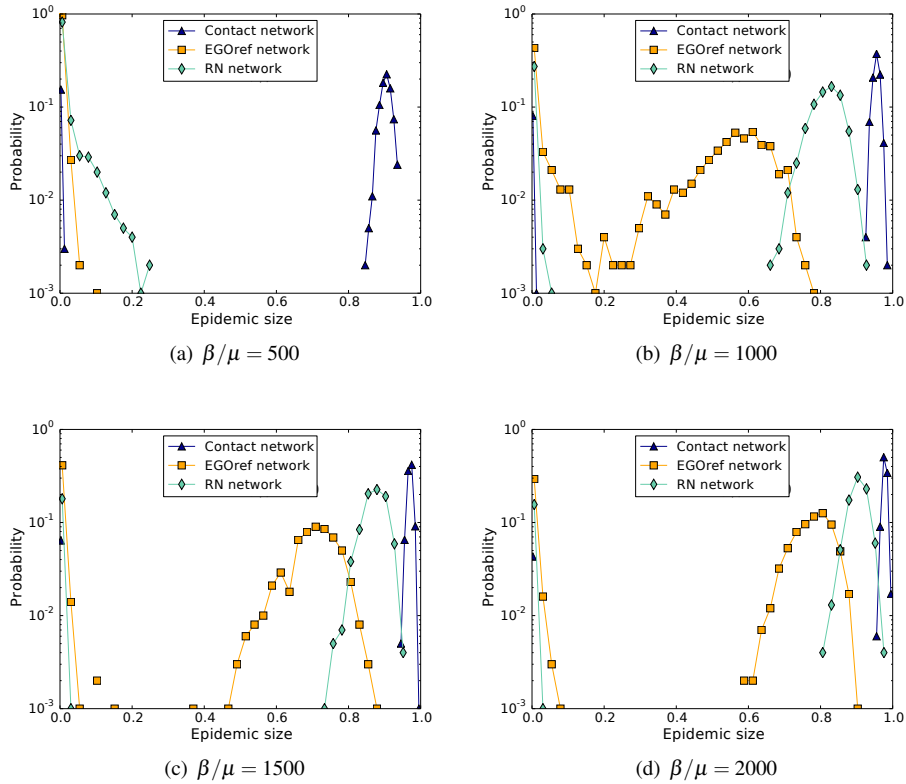 10^0
10^-1
10^-2
10^-3
Probability
Contact network
EGOref network
RN network
0.0 0.2 0.4 0.6 0.8 1.0
Epidemic size
(a) β/μ = 500
10^0
10^-1
10^-2
10^-3
Probability
Contact network
EGOref network
RN network
0.0 0.2 0.4 0.6 0.8 1.0
Epidemic size
(b) β/μ = 1000
10^0
10^-1
10^-2
10^-3
Probability
Contact network
EGOref network
RN network
0.0 0.2 0.4 0.6 0.8 1.0
Epidemic size
(c) β/μ = 1500
10^0
10^-1
10^-2
10^-3
Probability
Contact network
EGOref network
RN network
0.0 0.2 0.4 0.6 0.8 1.0
Epidemic size
(d) β/μ = 2000